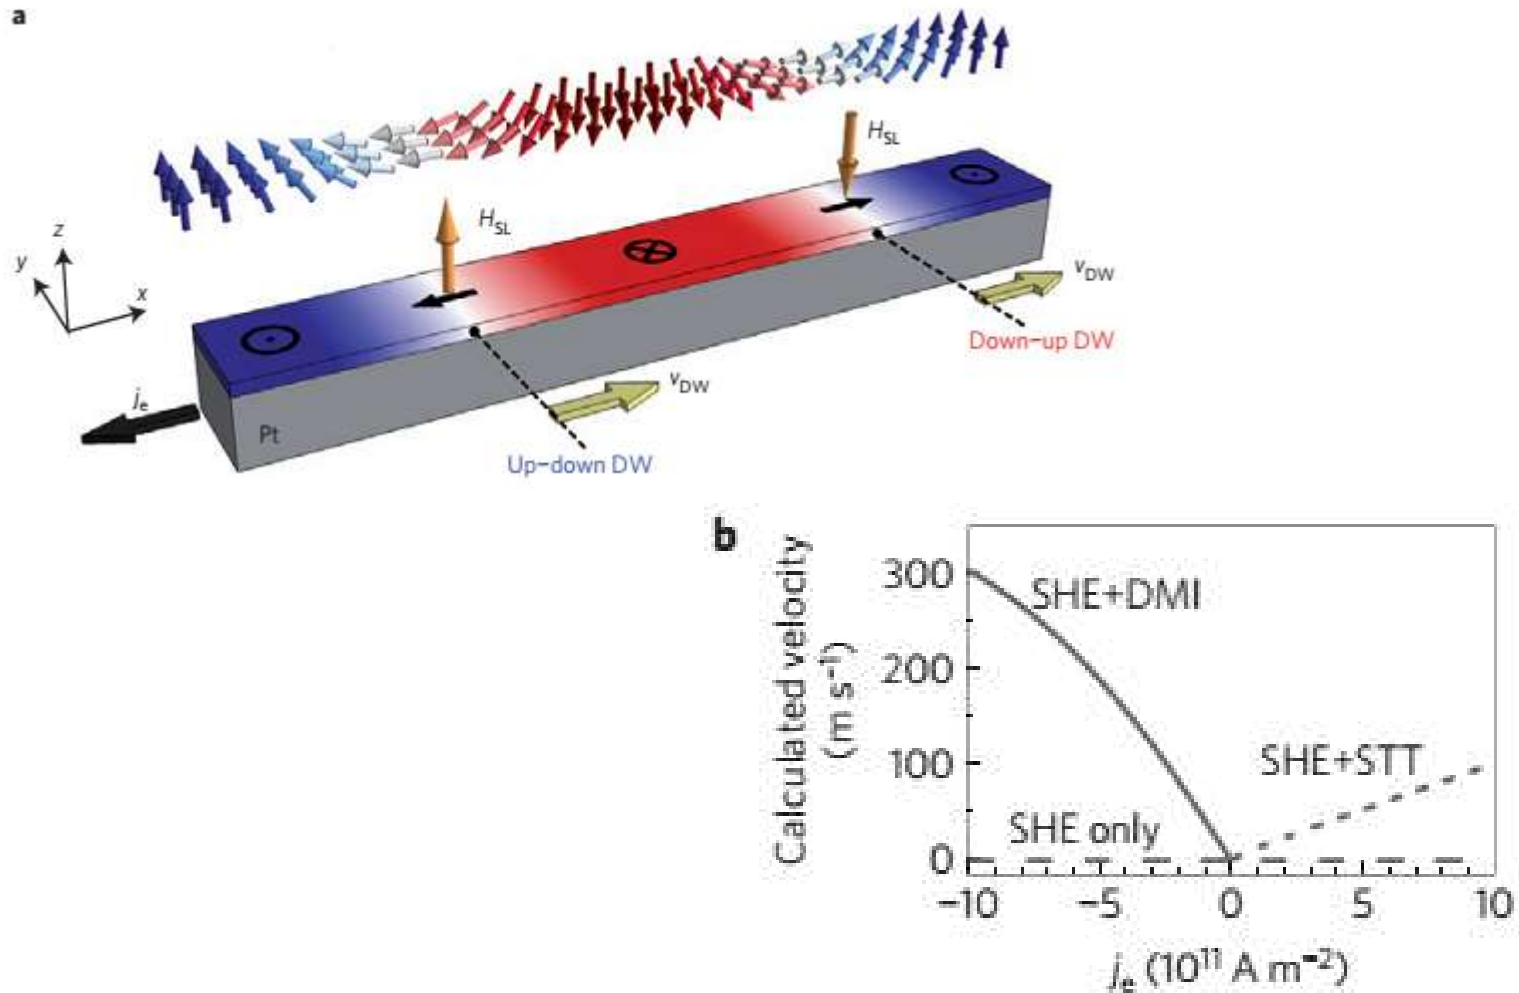 a
H_SL
H_SL
z
y
x
v_DW
Down–up DW
j_e
v_DW
Pt
Up–down DW
b
Calculated velocity
(m s⁻¹)
300
SHE+DMI
200
100
SHE+STT
SHE only
0
−10 −5 0 5 10
j_e (10¹¹ A m⁻²)